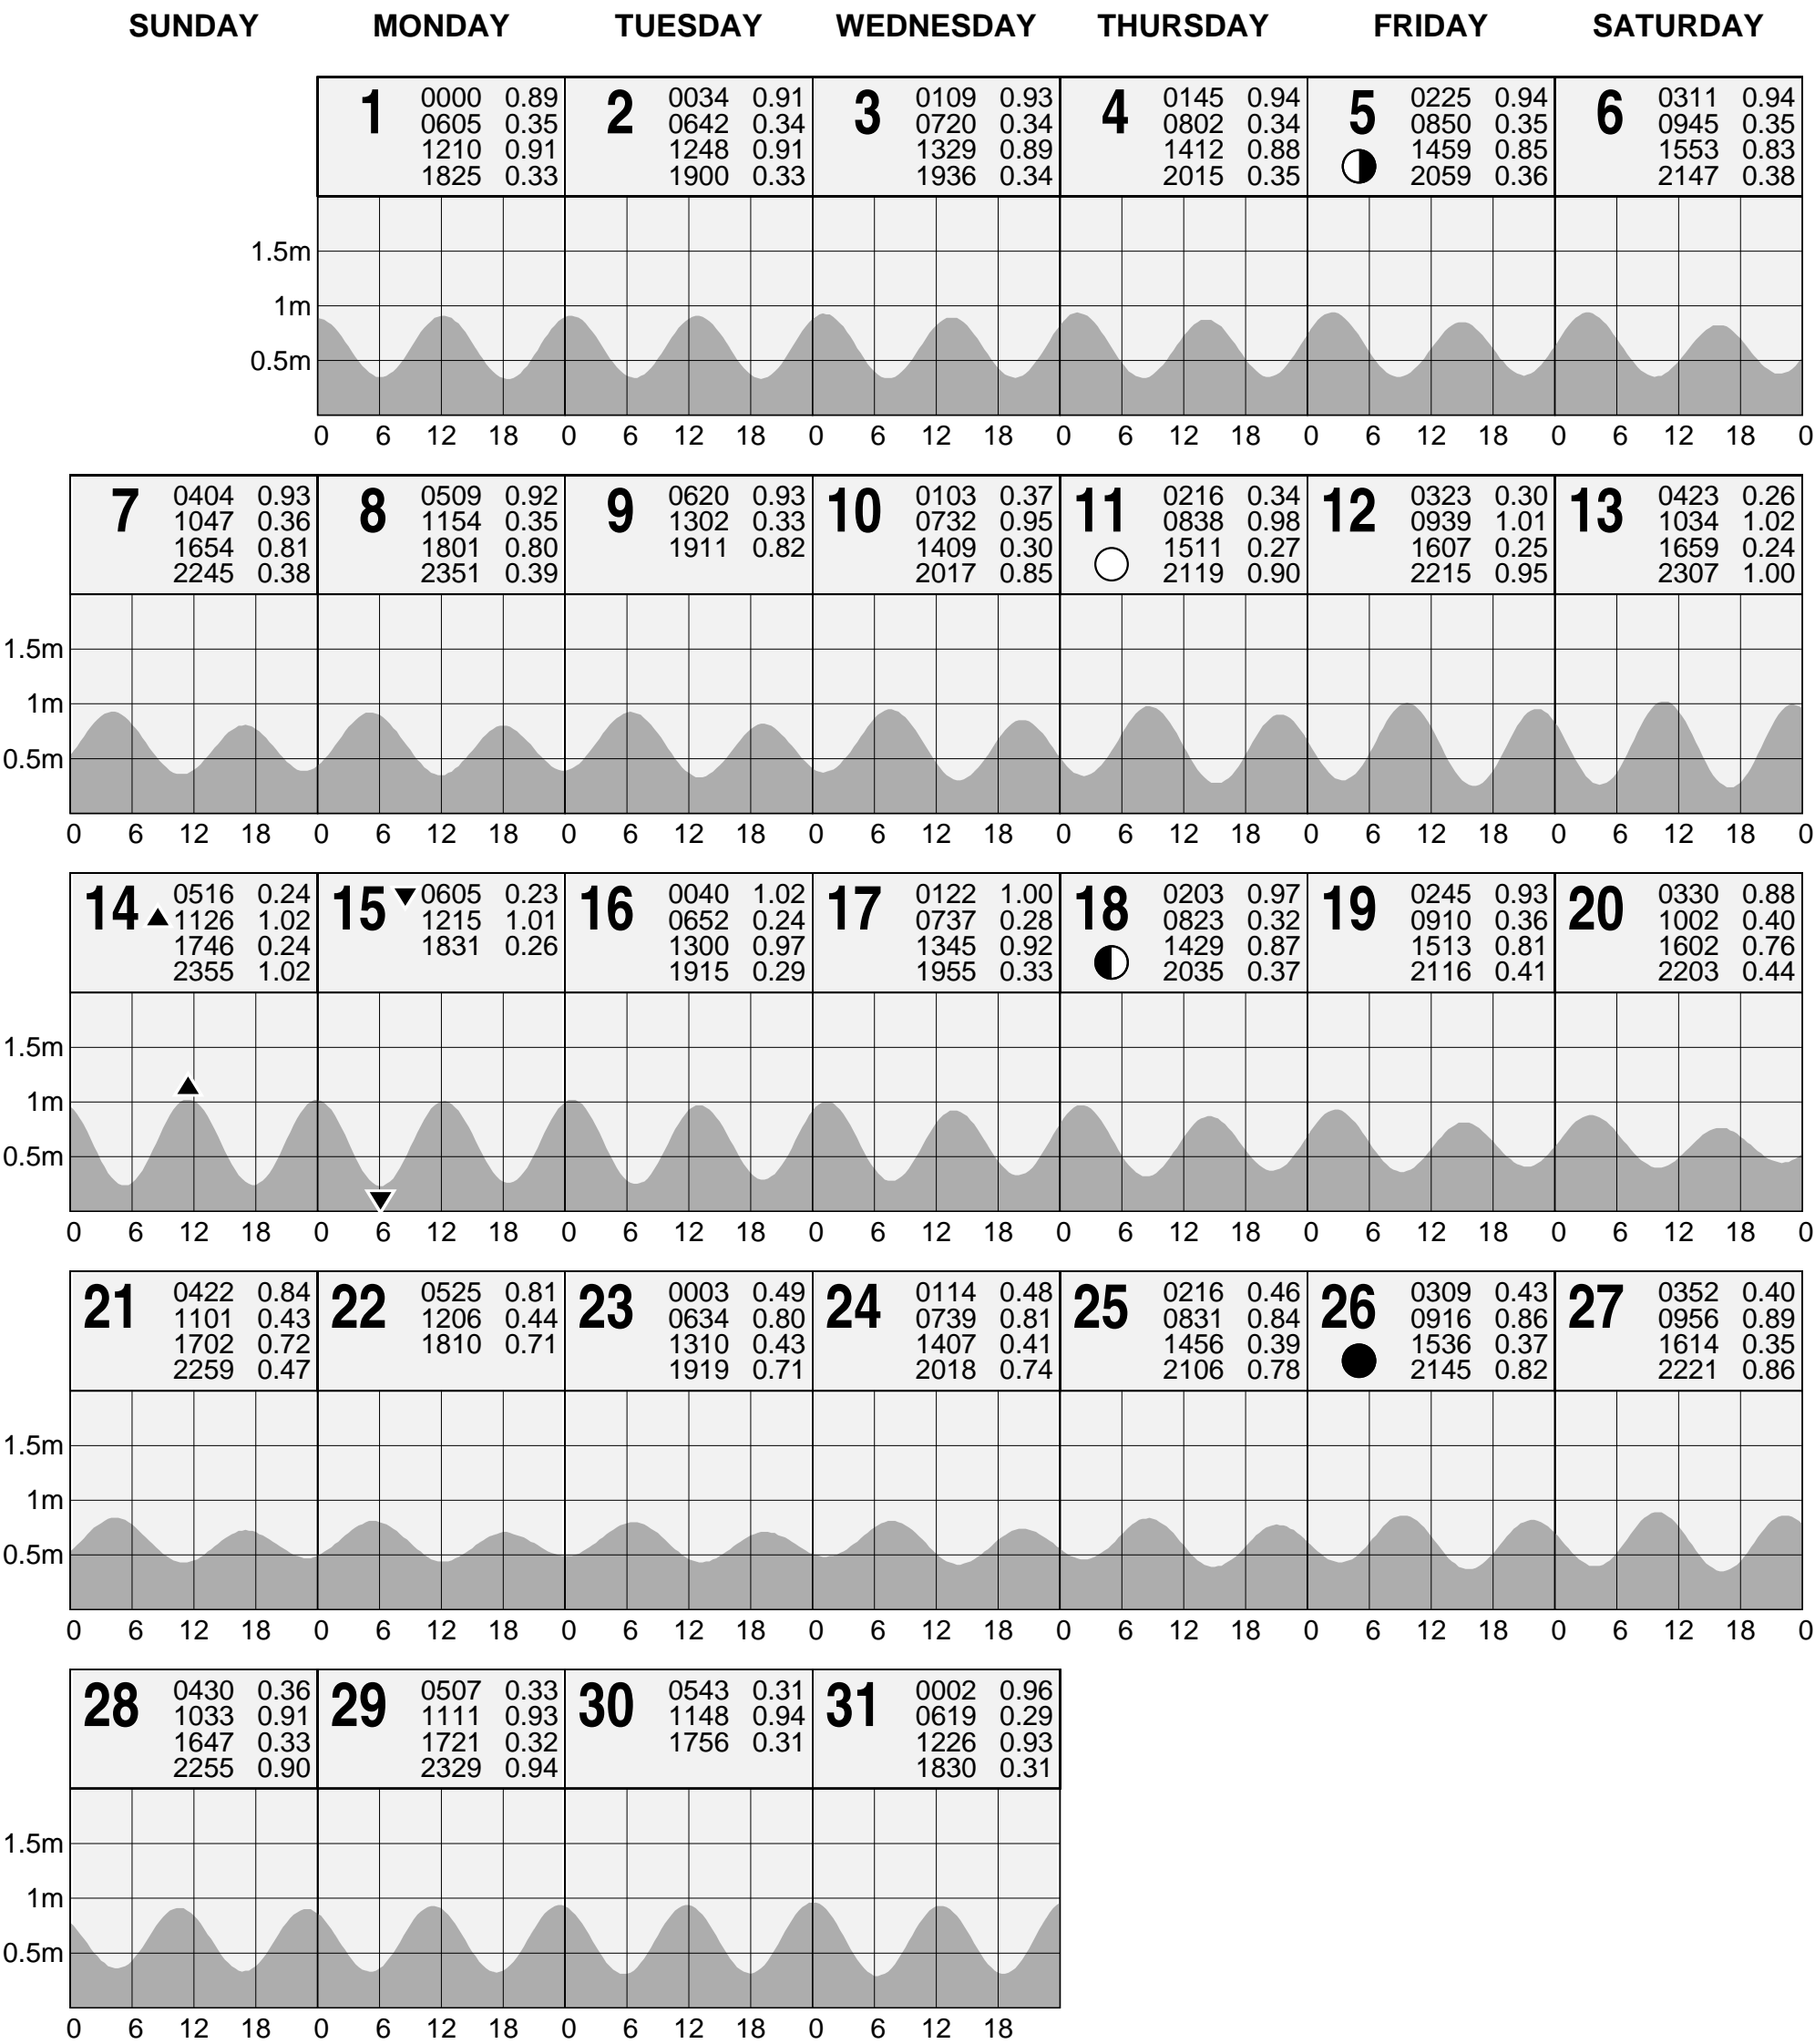 SUNDAY MONDAY TUESDAY WEDNESDAY THURSDAY FRIDAY SATURDAY
1 0000 0.89
0605 0.35
1210 0.91
1825 0.33
2 0034 0.91
0642 0.34
1248 0.91
1900 0.33
3 0109 0.93
0720 0.34
1329 0.89
1936 0.34
4 0145 0.94
0802 0.34
1412 0.88
2015 0.35
5 0225 0.94
0850 0.35
1459 0.85
2059 0.36
6 0311 0.94
0945 0.35
1553 0.83
2147 0.38
1.5m
1m
0.5m
0 6 12 18 0 6 12 18 0 6 12 18 0 6 12 18 0 6 12 18 0 6 12 18 0
7 0404 0.93
1047 0.36
1654 0.81
2245 0.38
8 0509 0.92
1154 0.35
1801 0.80
2351 0.39
9 0620 0.93
1302 0.33
1911 0.82
10 0103 0.37
0732 0.95
1409 0.30
2017 0.85
11 0216 0.34
0838 0.98
1511 0.27
2119 0.90
12 0323 0.30
0939 1.01
1607 0.25
2215 0.95
13 0423 0.26
1034 1.02
1659 0.24
2307 1.00
1.5m
1m
0.5m
0 6 12 18 0 6 12 18 0 6 12 18 0 6 12 18 0 6 12 18 0 6 12 18 0 6 12 18 0
14 0516 0.24
1126 1.02
1746 0.24
2355 1.02
15 0605 0.23
1215 1.01
1831 0.26
16 0040 1.02
0652 0.24
1300 0.97
1915 0.29
17 0122 1.00
0737 0.28
1345 0.92
1955 0.33
18 0203 0.97
0823 0.32
1429 0.87
2035 0.37
19 0245 0.93
0910 0.36
1513 0.81
2116 0.41
20 0330 0.88
1002 0.40
1602 0.76
2203 0.44
1.5m
1m
0.5m
0 6 12 18 0 6 12 18 0 6 12 18 0 6 12 18 0 6 12 18 0 6 12 18 0 6 12 18 0
21 0422 0.84
1101 0.43
1702 0.72
2259 0.47
22 0525 0.81
1206 0.44
1810 0.71
23 0003 0.49
0634 0.80
1310 0.43
1919 0.71
24 0114 0.48
0739 0.81
1407 0.41
2018 0.74
25 0216 0.46
0831 0.84
1456 0.39
2106 0.78
26 0309 0.43
0916 0.86
1536 0.37
2145 0.82
27 0352 0.40
0956 0.89
1614 0.35
2221 0.86
1.5m
1m
0.5m
0 6 12 18 0 6 12 18 0 6 12 18 0 6 12 18 0 6 12 18 0 6 12 18 0 6 12 18 0
28 0430 0.36
1033 0.91
1647 0.33
2255 0.90
29 0507 0.33
1111 0.93
1721 0.32
2329 0.94
30 0543 0.31
1148 0.94
1756 0.31
31 0002 0.96
0619 0.29
1226 0.93
1830 0.31
1.5m
1m
0.5m
0 6 12 18 0 6 12 18 0 6 12 18 0 6 12 18